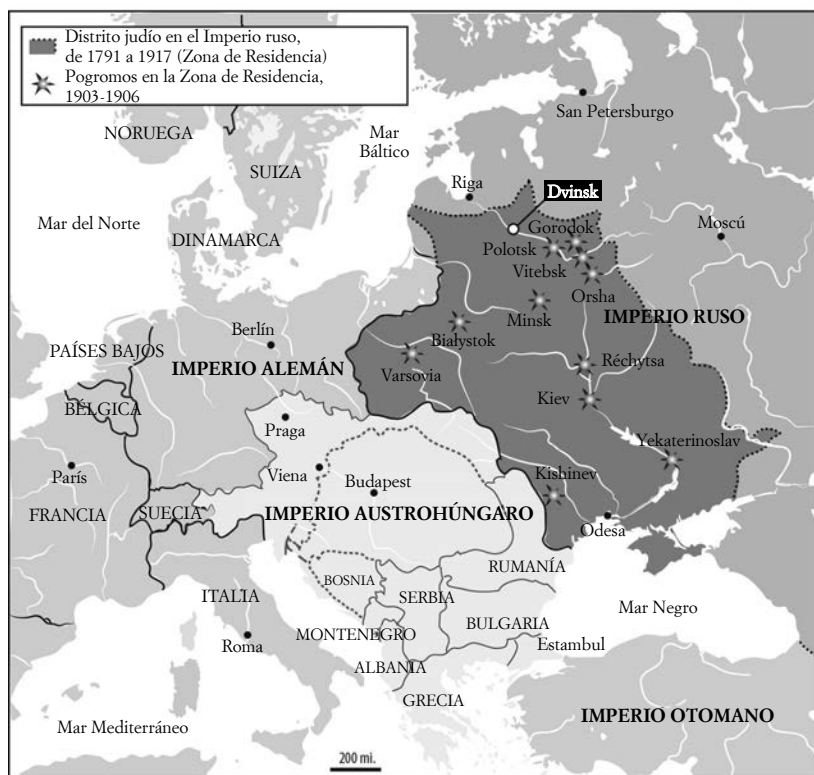 Distrito judío en el Imperio ruso,
de 1791 a 1917 (Zona de Residencia)
Pogromos en la Zona de Residencia,
1903-1906
San Petersburgo
NORUEGA
Mar
Báltico
SUIZA
Riga
Dvinsk
Mar del Norte
Gorodok
Moscú
DINAMARCA
Polotsk
Vitebsk
Orsha
Minsk
IMPERIO RUSO
Berlín
Białystok
PAÍSES BAJOS
IMPERIO ALEMÁN
Varsovia
Réchytsa
BÉLGICA
Kiev
Praga
Yekaterinoslav
París
Viena
Kishinev
Budapest
FRANCIA
SUECIA
IMPERIO AUSTROHÚNGARO
Odesa
RUMANÍA
BOSNIA
ITALIA
SERBIA
Mar Negro
BULGARIA
MONTENEGRO
Roma
Estambul
ALBANIA
GRECIA
IMPERIO OTOMANO
Mar Mediterráneo
200 mi.